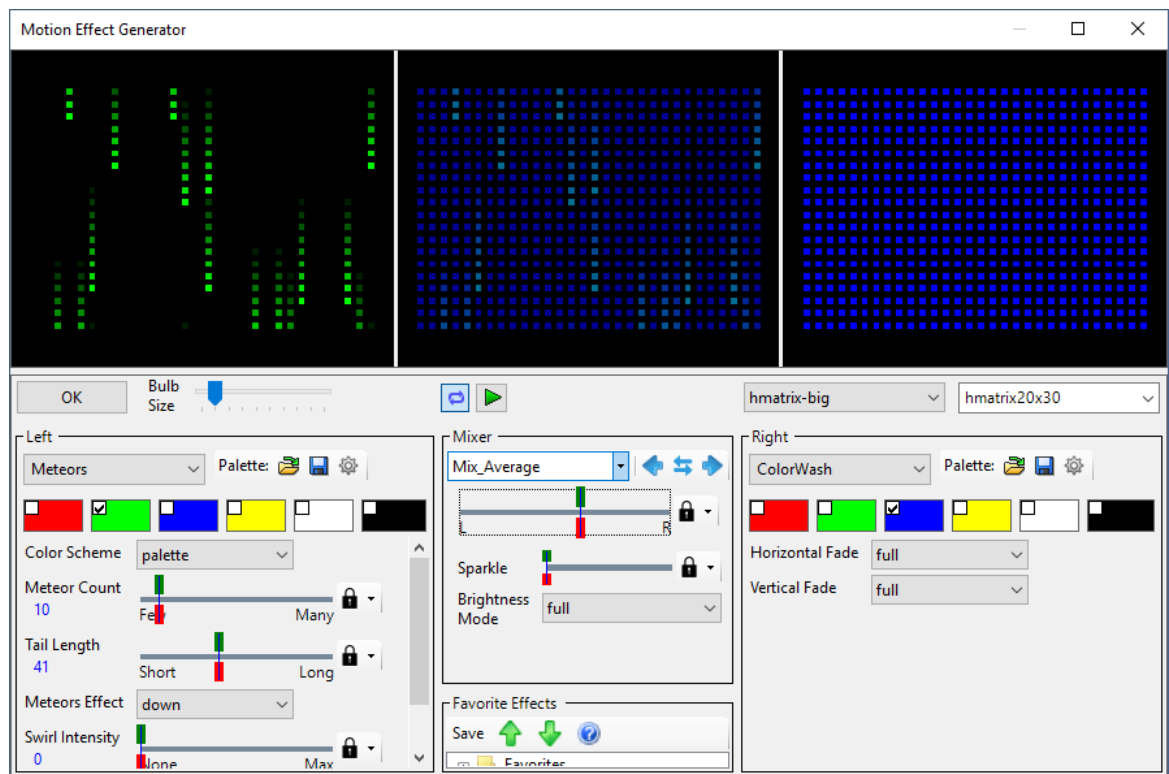 Motion Effect Generator
OK
Bulb
Size
hmatrix-big
hmatrix20x30
Left
Meteors
Palette:
Color Scheme
palette
Meteor Count
10
Few
Many
Tail Length
41
Short
Long
Meteors Effect
down
Swirl Intensity
0
None
Max
Mixer
Mix_Average
L
R
Sparkle
Brightness
Mode
full
Favorite Effects
Save
Favorites
Right
ColorWash
Palette:
Horizontal Fade
full
Vertical Fade
full